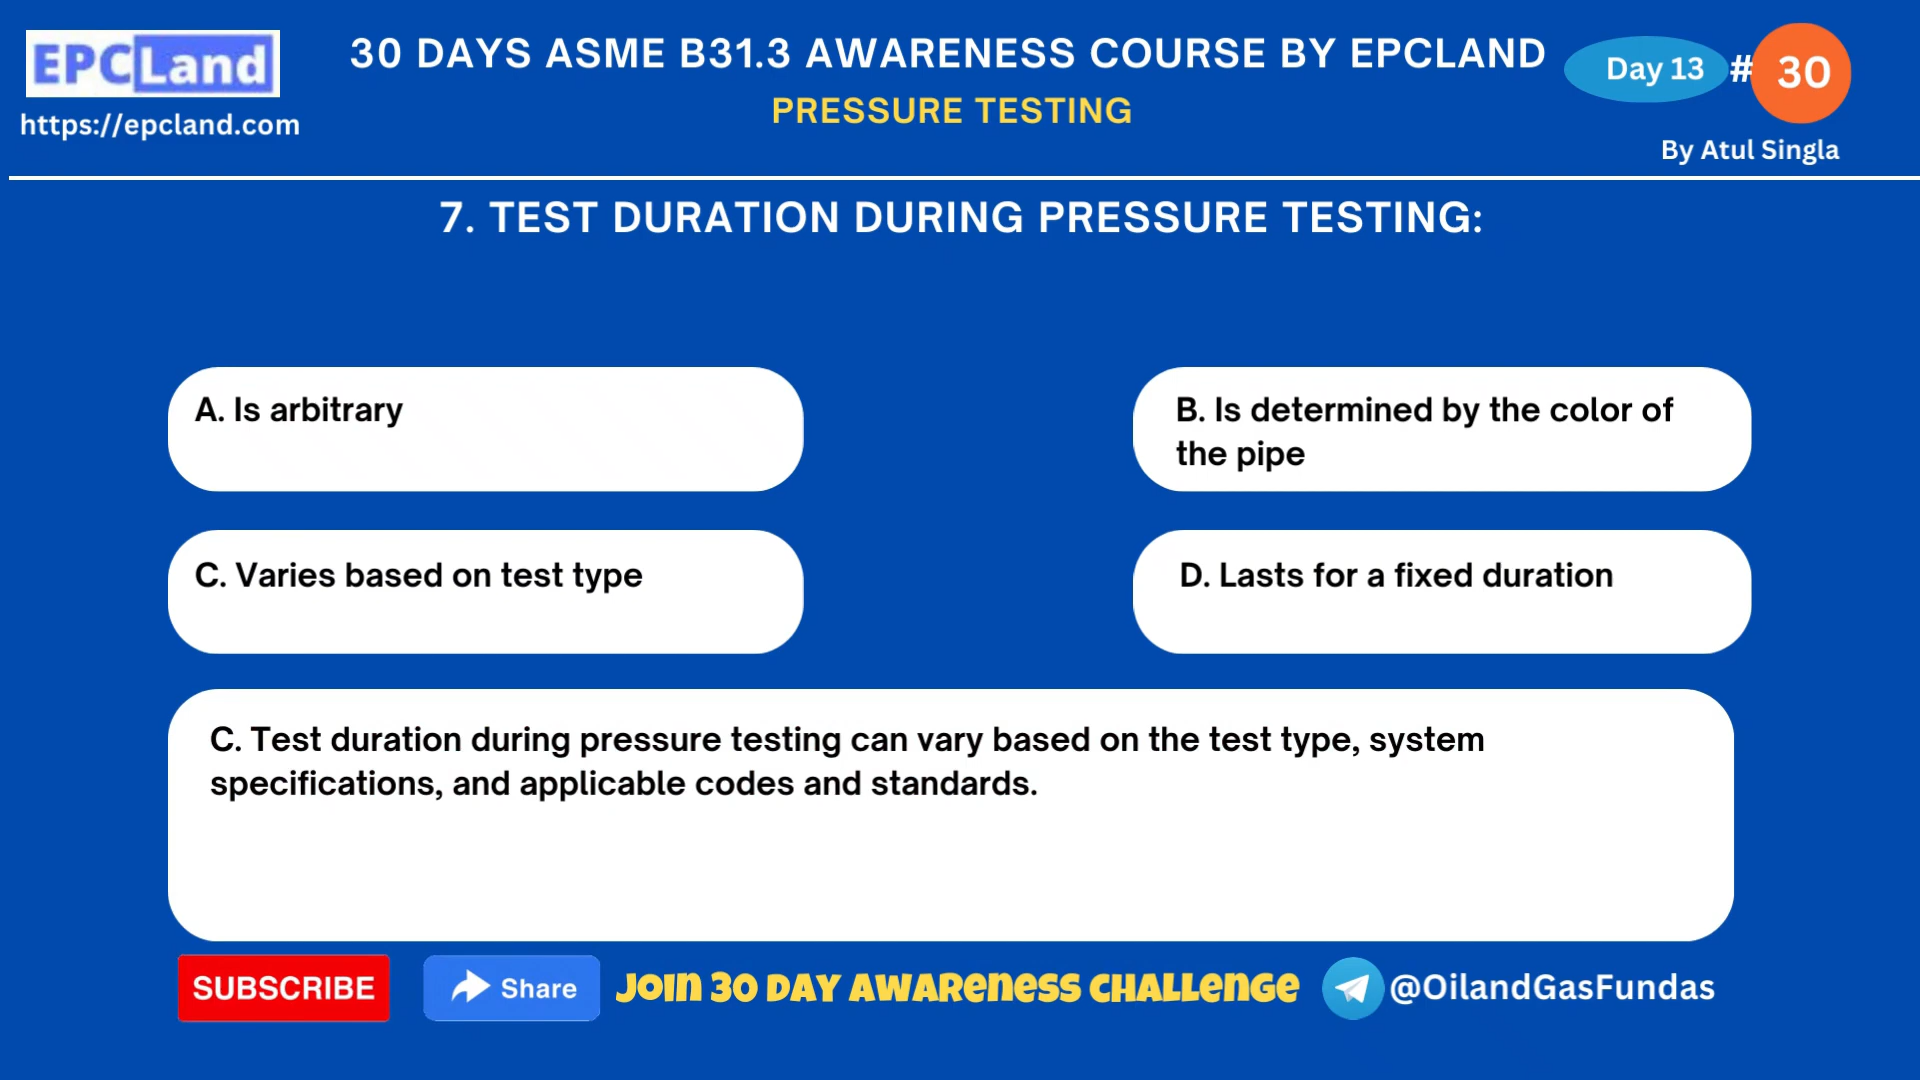 EPCLand
https://epcland.com
30 DAYS ASME B31.3 AWARENESS COURSE BY EPCLAND
PRESSURE TESTING
Day 13 # 30
By Atul Singla
7. TEST DURATION DURING PRESSURE TESTING:
A. Is arbitrary
B. Is determined by the color of
the pipe
C. Varies based on test type
D. Lasts for a fixed duration
C. Test duration during pressure testing can vary based on the test type, system
specifications, and applicable codes and standards.
SUBSCRIBE
Share
Join 30 Day Awareness Challenge
@OilandGasFundas